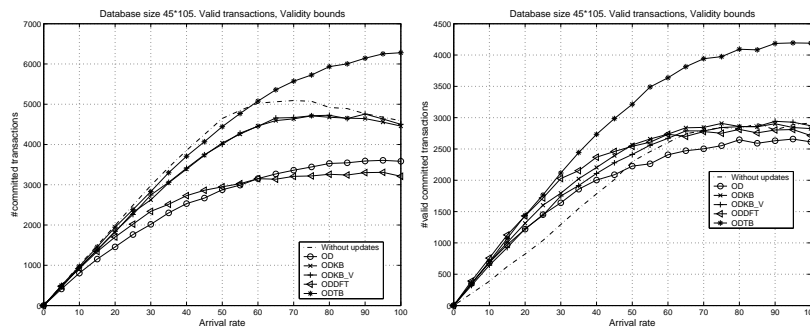 Database size 45*105. Valid transactions, Validity bounds
7000
6000
5000
4000
3000
2000
1000
0
#committed transactions
Without updates
OD
ODKB
ODKB_V
ODDFT
ODTB
0 10 20 30 40 50 60 70 80 90 100
Arrival rate
Database size 45*105. Valid transactions, Validity bounds
4500
4000
3500
3000
2500
2000
1500
1000
500
0
#valid committed transactions
Without updates
OD
ODKB
ODKB_V
ODDFT
ODTB
0 10 20 30 40 50 60 70 80 90
Arrival rate